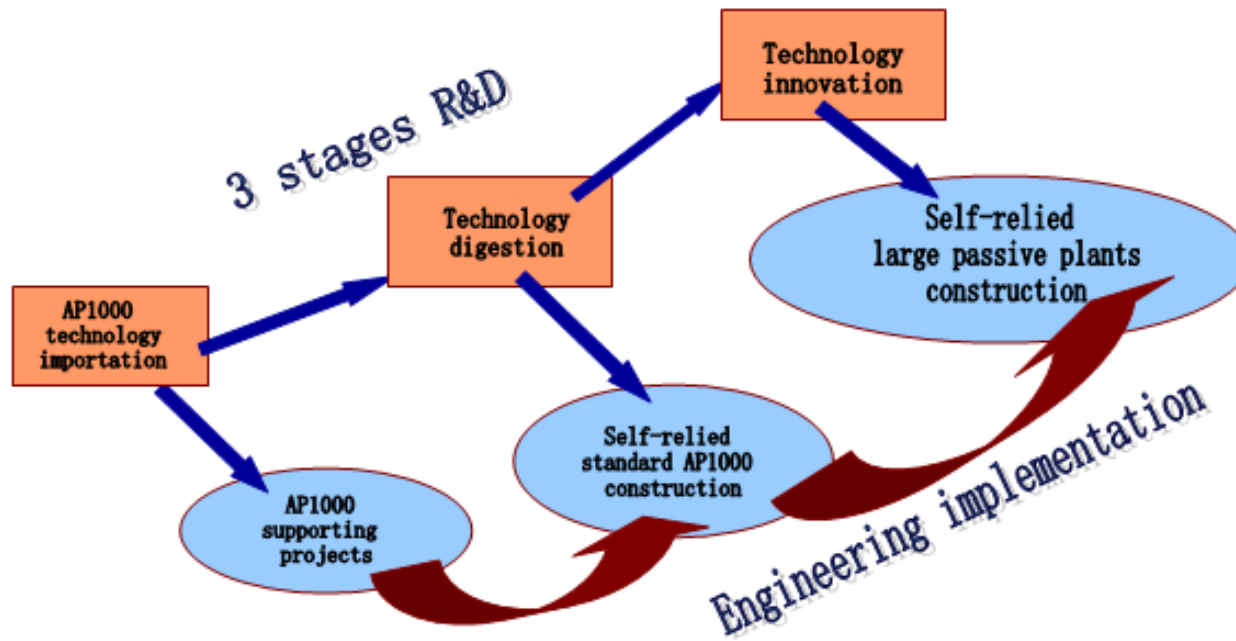 Technology
innovation
3 stages R&D
Technology
digestion
Self-relied
large passive plants
construction
AP1000
technology
importation
Self-relied
standard AP1000
construction
AP1000
supporting
projects
Engineering implementation